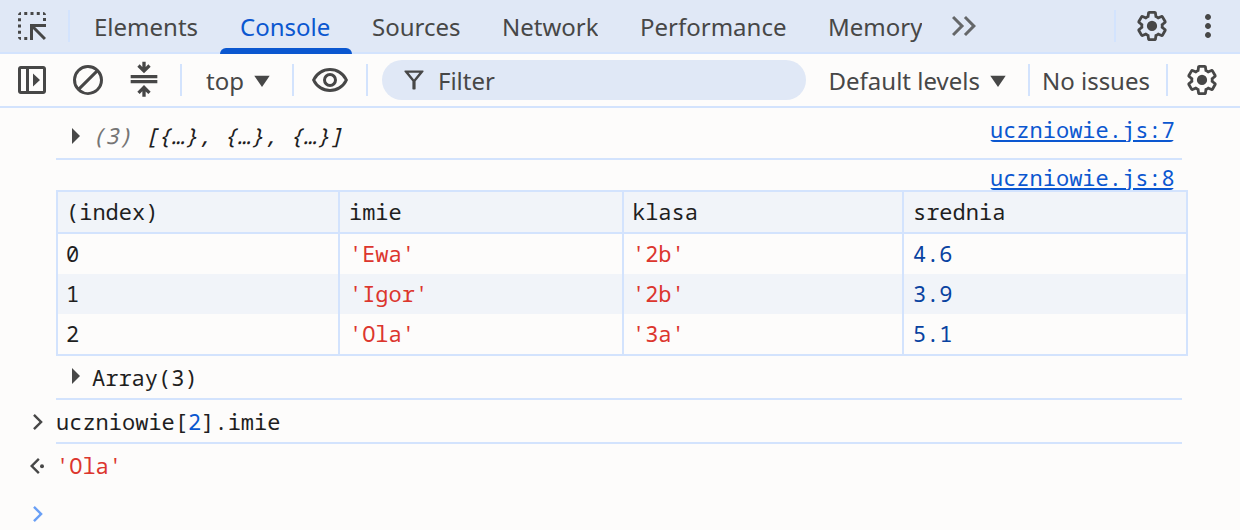 Elements Console Sources Network Performance Memory
top Filter Default levels No issues
(3) [{…}, {…}, {…}] uczniowie.js:7
uczniowie.js:8
(index) imie klasa srednia
0 'Ewa' '2b' 4.6
1 'Igor' '2b' 3.9
2 'Ola' '3a' 5.1
Array(3)
uczniowie[2].imie
'Ola'